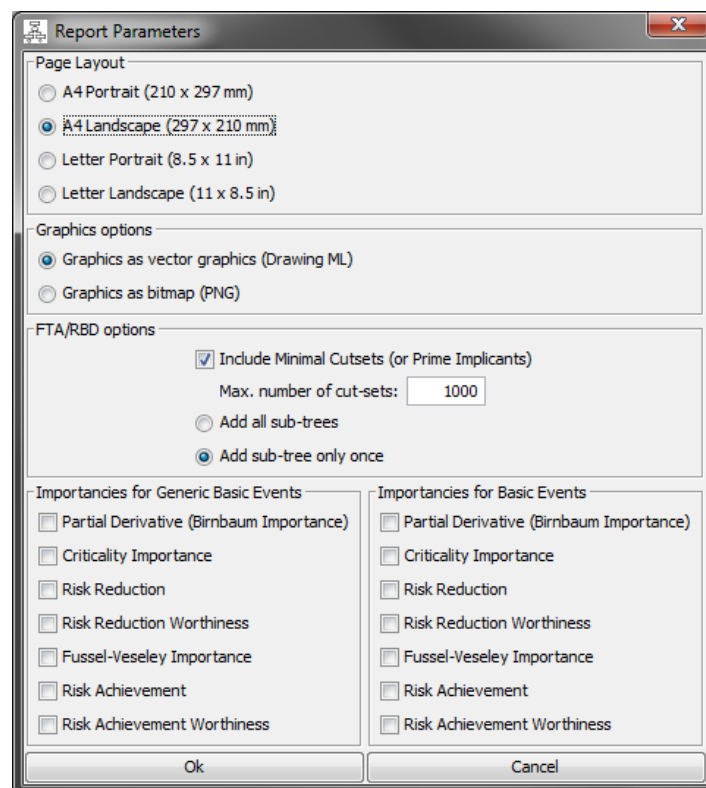 Report Parameters
Page Layout
A4 Portrait (210 x 297 mm)
A4 Landscape (297 x 210 mm)
Letter Portrait (8.5 x 11 in)
Letter Landscape (11 x 8.5 in)
Graphics options
Graphics as vector graphics (Drawing ML)
Graphics as bitmap (PNG)
FTA/RBD options
Include Minimal Cutsets (or Prime Implicants)
Max. number of cut-sets: 1000
Add all sub-trees
Add sub-tree only once
Importancies for Generic Basic Events
Partial Derivative (Birnbaum Importance)
Criticality Importance
Risk Reduction
Risk Reduction Worthiness
Fussel-Veseley Importance
Risk Achievement
Risk Achievement Worthiness
Importancies for Basic Events
Partial Derivative (Birnbaum Importance)
Criticality Importance
Risk Reduction
Risk Reduction Worthiness
Fussel-Veseley Importance
Risk Achievement
Risk Achievement Worthiness
Ok
Cancel